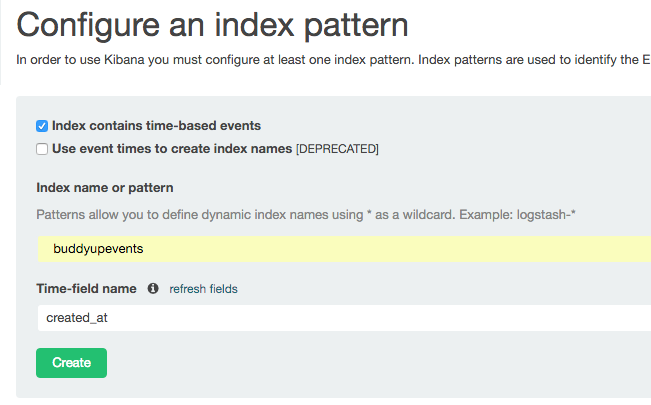 Configure an index pattern
In order to use Kibana you must configure at least one index pattern. Index patterns are used to identify the E
Index contains time-based events
Use event times to create index names [DEPRECATED]
Index name or pattern
Patterns allow you to define dynamic index names using * as a wildcard. Example: logstash-*
buddyupevents
Time-field name refresh fields
created_at
Create